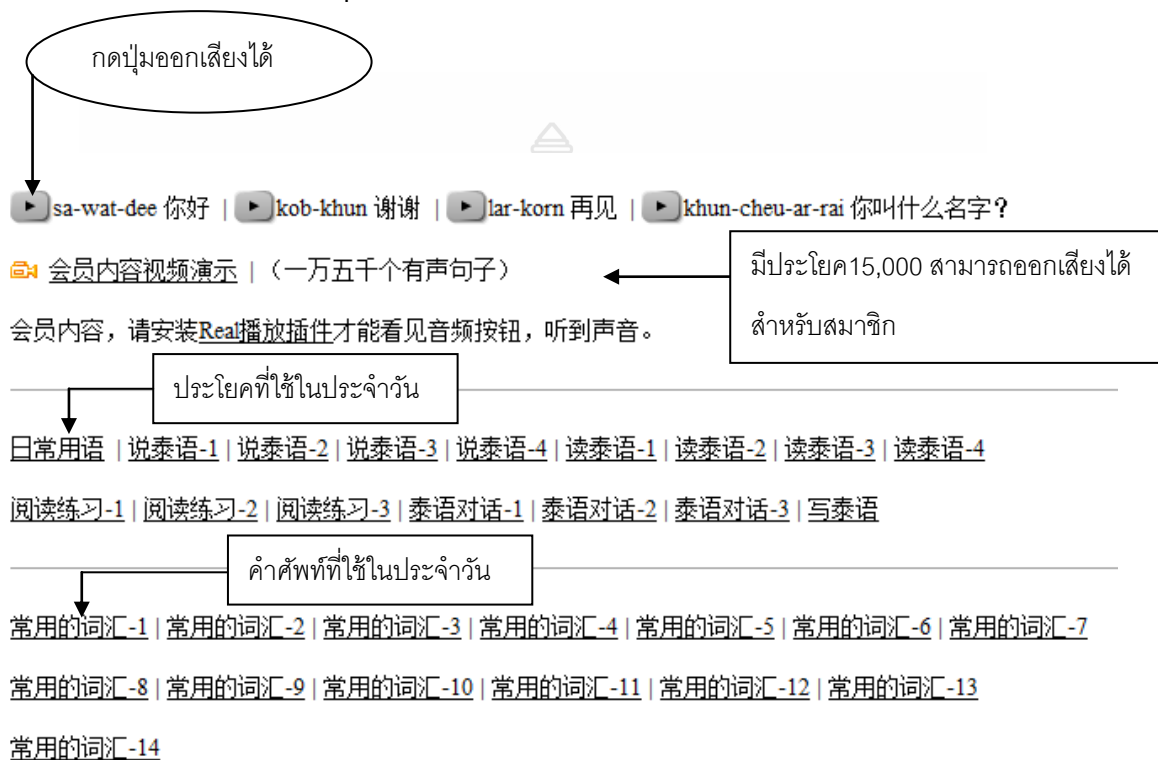 กดปุ่มออกเสียงได้
sa-wat-dee 你好 | kob-khun 谢谢 | lar-korn 再见 | khun-cheu-ar-rai 你叫什么名字?
会员内容视频演示 | （一万五千个有声句子）
มีประโยค15,000 สามารถออกเสียงได้
สำหรับสมาชิก
会员内容，请安装Real播放插件才能看见音频按钮，听到声音。
ประโยคที่ใช้ในประจำวัน
日常用语 | 说泰语-1 | 说泰语-2 | 说泰语-3 | 说泰语-4 | 读泰语-1 | 读泰语-2 | 读泰语-3 | 读泰语-4
阅读练习-1 | 阅读练习-2 | 阅读练习-3 | 泰语对话-1 | 泰语对话-2 | 泰语对话-3 | 写泰语
คำศัพท์ที่ใช้ในประจำวัน
常用的词汇-1 | 常用的词汇-2 | 常用的词汇-3 | 常用的词汇-4 | 常用的词汇-5 | 常用的词汇-6 | 常用的词汇-7
常用的词汇-8 | 常用的词汇-9 | 常用的词汇-10 | 常用的词汇-11 | 常用的词汇-12 | 常用的词汇-13
常用的词汇-14